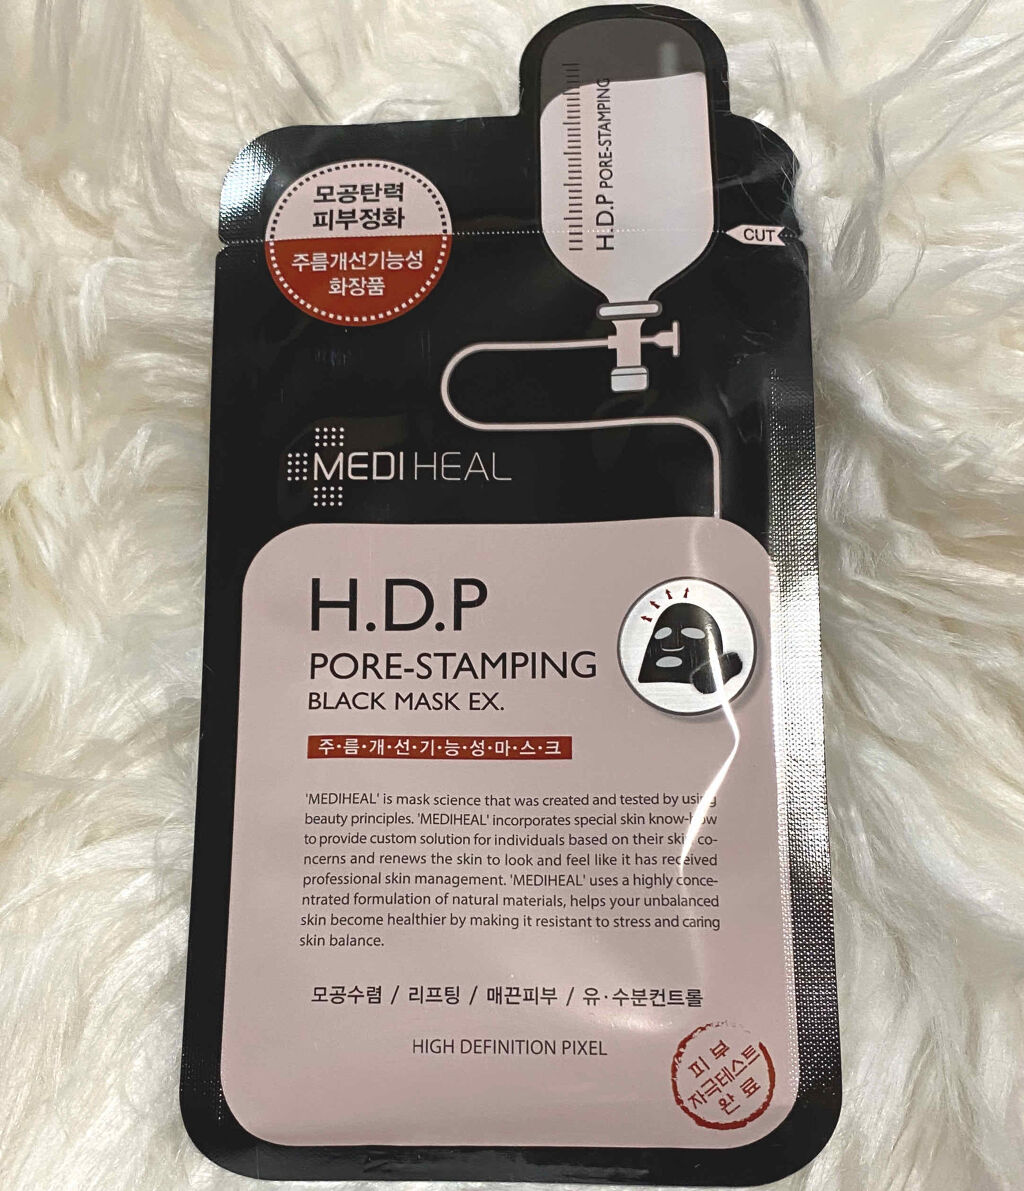 H.D.P PORE-STAMPING
모공탄력
피부정화
주름개선기능성
화장품
CUT
MEDIHEAL
H.D.P
PORE-STAMPING
BLACK MASK EX.
주·름·개·선·기·능·성·마·스·크
'MEDIHEAL' is mask science that was created and tested by using
beauty principles. 'MEDIHEAL' incorporates special skin know-how
to provide custom solution for individuals based on their skin co-
ncerns and renews the skin to look and feel like it has received
professional skin management. 'MEDIHEAL' uses a highly conce-
ntrated formulation of natural materials, helps your unbalanced
skin become healthier by making it resistant to stress and caring
skin balance.
모공수렴 / 리프팅 / 매끈피부 / 유·수분컨트롤
HIGH DEFINITION PIXEL
피부
자극테스트
완료